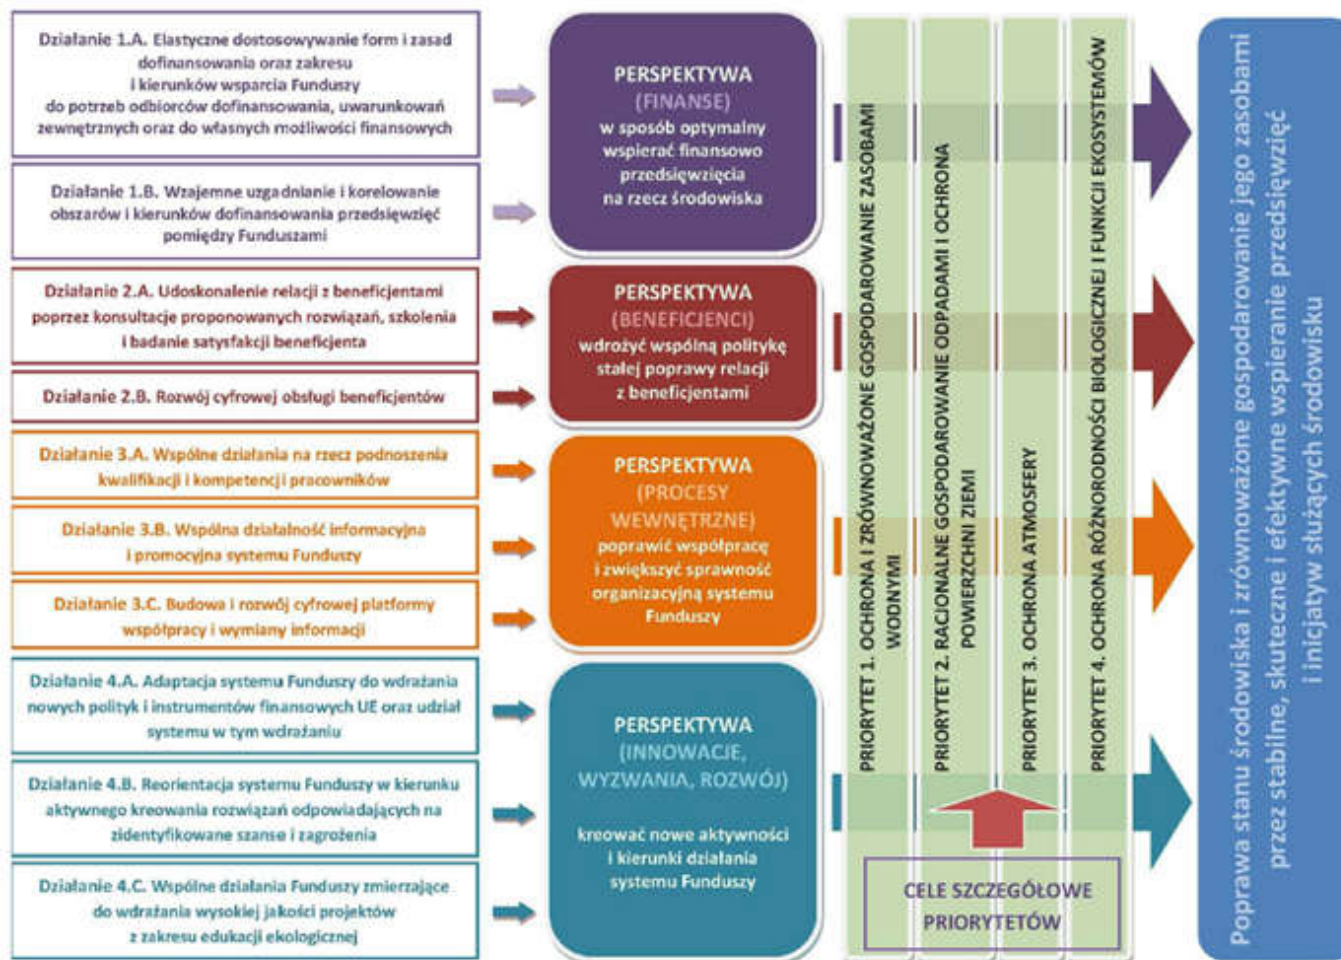 Działanie 1.A. Elastyczne dostosowywanie form i zasad
dofinansowania oraz zakresu
i kierunków wsparcia Funduszy
do potrzeb odbiorców dofinansowania, uwarunkowań
zewnętrznych oraz do własnych możliwości finansowych
Działanie 1.B. Wzajemne uzgadnianie i korelowanie
obszarów i kierunków dofinansowania przedsięwzięć
pomiędzy Funduszami
Działanie 2.A. Udoskonalenie relacji z beneficjentami
poprzez konsultacje proponowanych rozwiązań, szkolenia
i badanie satysfakcji beneficjenta
Działanie 2.B. Rozwój cyfrowej obsługi beneficjentów
Działanie 3.A. Wspólne działania na rzecz podnoszenia
kwalifikacji i kompetencji pracowników
Działanie 3.B. Wspólna działalność informacyjna
i promocyjna systemu Funduszy
Działanie 3.C. Budowa i rozwój cyfrowej platformy
współpracy i wymiany informacji
Działanie 4.A. Adaptacja systemu Funduszy do wdrażania
nowych polityk i instrumentów finansowych UE oraz udział
systemu w tym wdrażaniu
Działanie 4.B. Reorientacja systemu Funduszy w kierunku
aktywnego kreowania rozwiązań odpowiadających na
zidentyfikowane szanse i zagrożenia
Działanie 4.C. Wspólne działania Funduszy zmierzające
do wdrażania wysokiej jakości projektów
z zakresu edukacji ekologicznej
PERSPEKTYWA
(FINANSE)
w sposób optymalny
wspierać finansowo
przedsięwzięcia
na rzecz środowiska
PERSPEKTYWA
(BENEFICJENCI)
wdrożyć wspólną politykę
stałej poprawy relacji
z beneficjentami
PERSPEKTYWA
(PROCESY
WEWNĘTRZNE)
poprawić współpracę
i zwiększyć sprawność
organizacyjną systemu
Funduszy
PERSPEKTYWA
(INNOWACJE,
WYZWANIA, ROZWÓJ)
kreować nowe aktywności
i kierunki działania
systemu Funduszy
PRIORYTET 1. OCHRONA I ZRÓWNOWAŻONE GOSPODAROWANIE ZASOBAMI
WODNYMI
PRIORYTET 2. RACJONALNE GOSPODAROWANIE ODPADAMI I OCHRONA
POWIERZCHNI ZIEMI
PRIORYTET 3. OCHRONA ATMOSFERY
PRIORYTET 4. OCHRONA RÓŻNORODNOŚCI BIOLOGICZNEJ I FUNKCJI EKOSYSTEMÓW
CELE SZCZEGÓŁOWE
PRIORYTETÓW
Poprawa stanu środowiska i zrównoważone gospodarowanie jego zasobami
przez stabilne, skuteczne i efektywne wspieranie przedsięwzięć
i inicjatyw służących środowisku